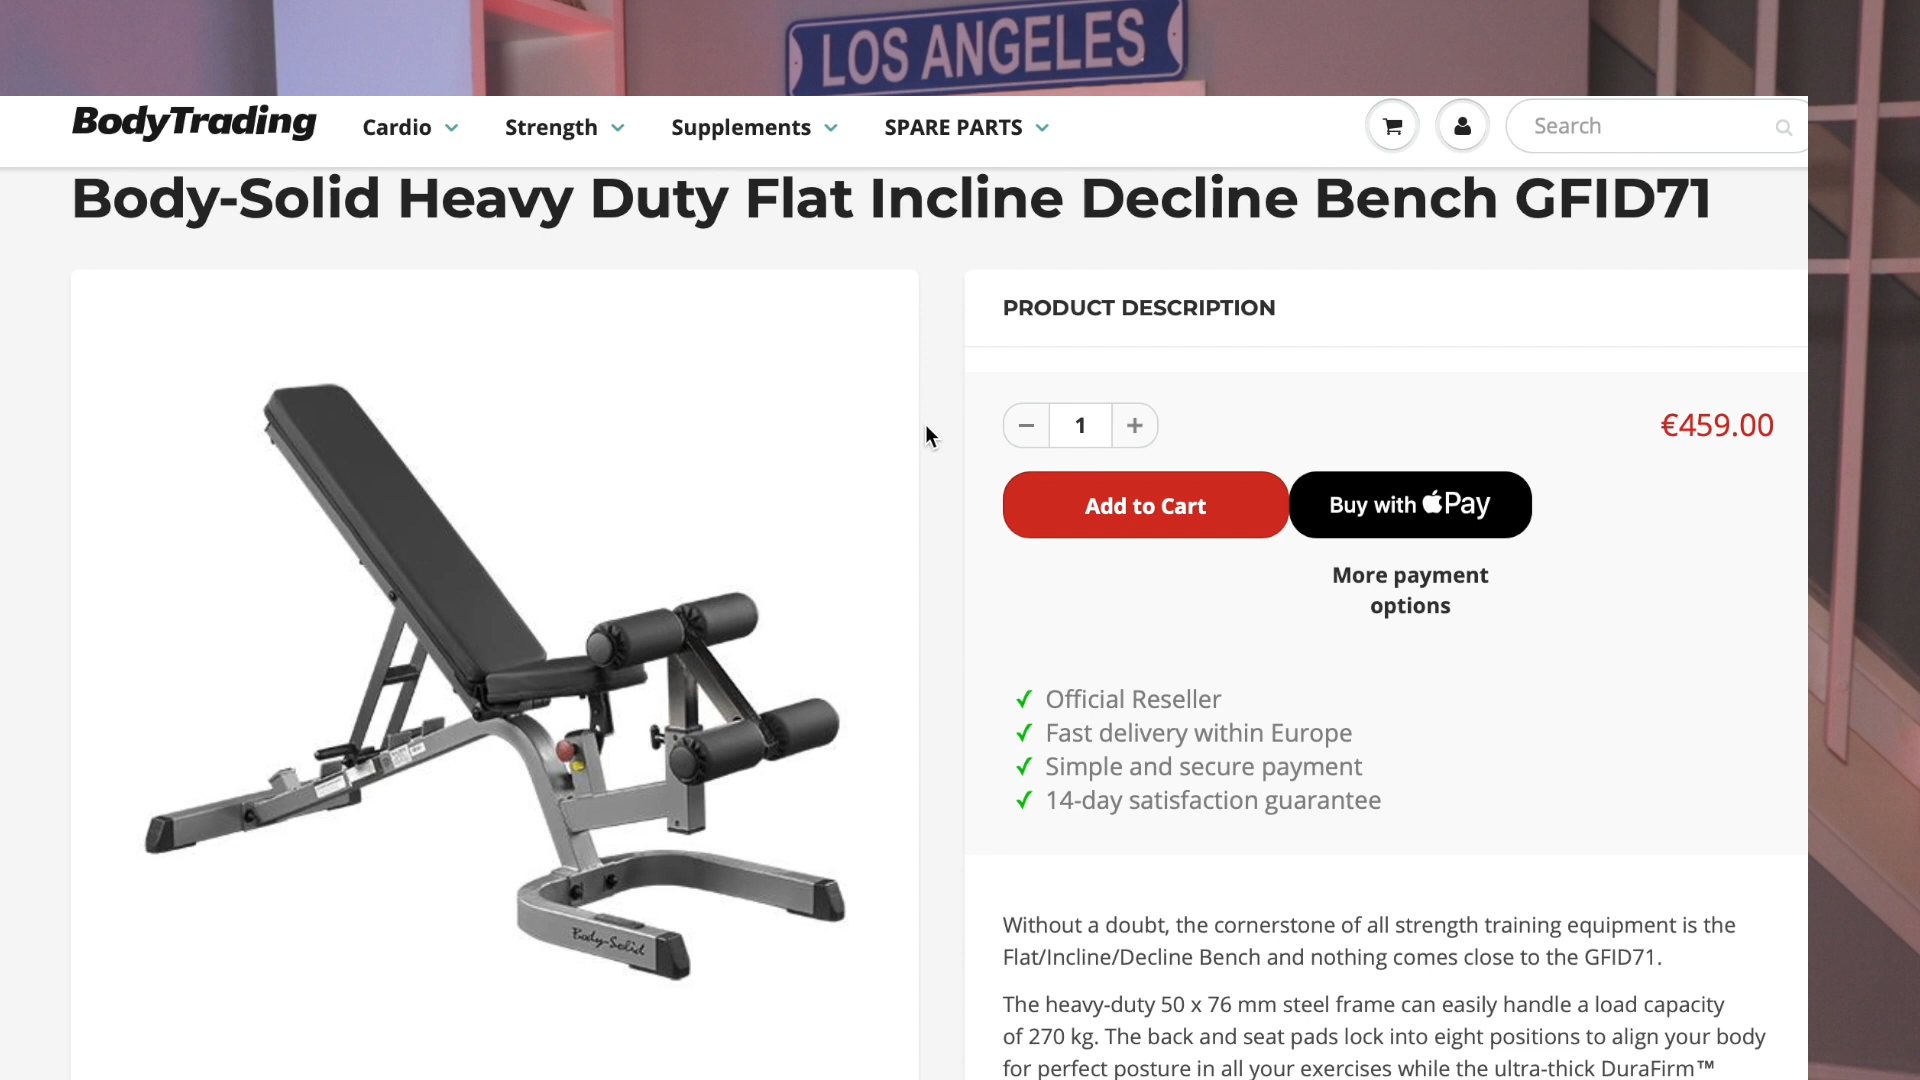 LOS ANGELES
BodyTrading
Cardio
Strength
Supplements
SPARE PARTS
Search
Body-Solid Heavy Duty Flat Incline Decline Bench GFID71
PRODUCT DESCRIPTION
− 1 +
€459.00
Add to Cart
Buy with Pay
More payment
options
✓ Official Reseller
✓ Fast delivery within Europe
✓ Simple and secure payment
✓ 14-day satisfaction guarantee
Body-Solid
Without a doubt, the cornerstone of all strength training equipment is the
Flat/Incline/Decline Bench and nothing comes close to the GFID71.
The heavy-duty 50 x 76 mm steel frame can easily handle a load capacity
of 270 kg. The back and seat pads lock into eight positions to align your body
for perfect posture in all your exercises while the ultra-thick DuraFirm™